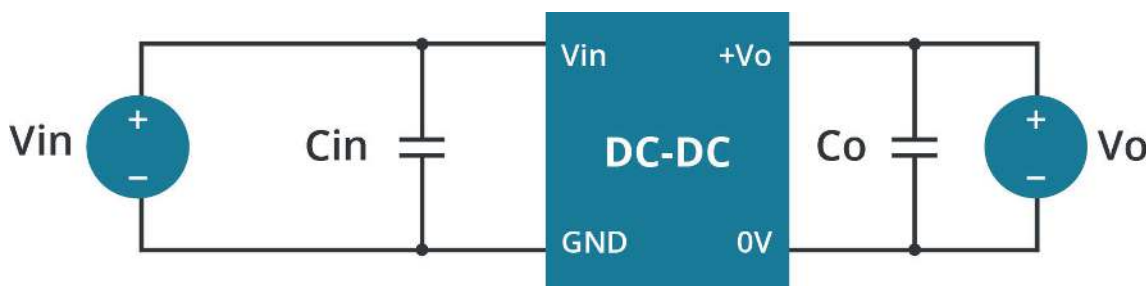 Vin +Vo
+ +
Vin Cin DC-DC Co Vo
− −
GND 0V